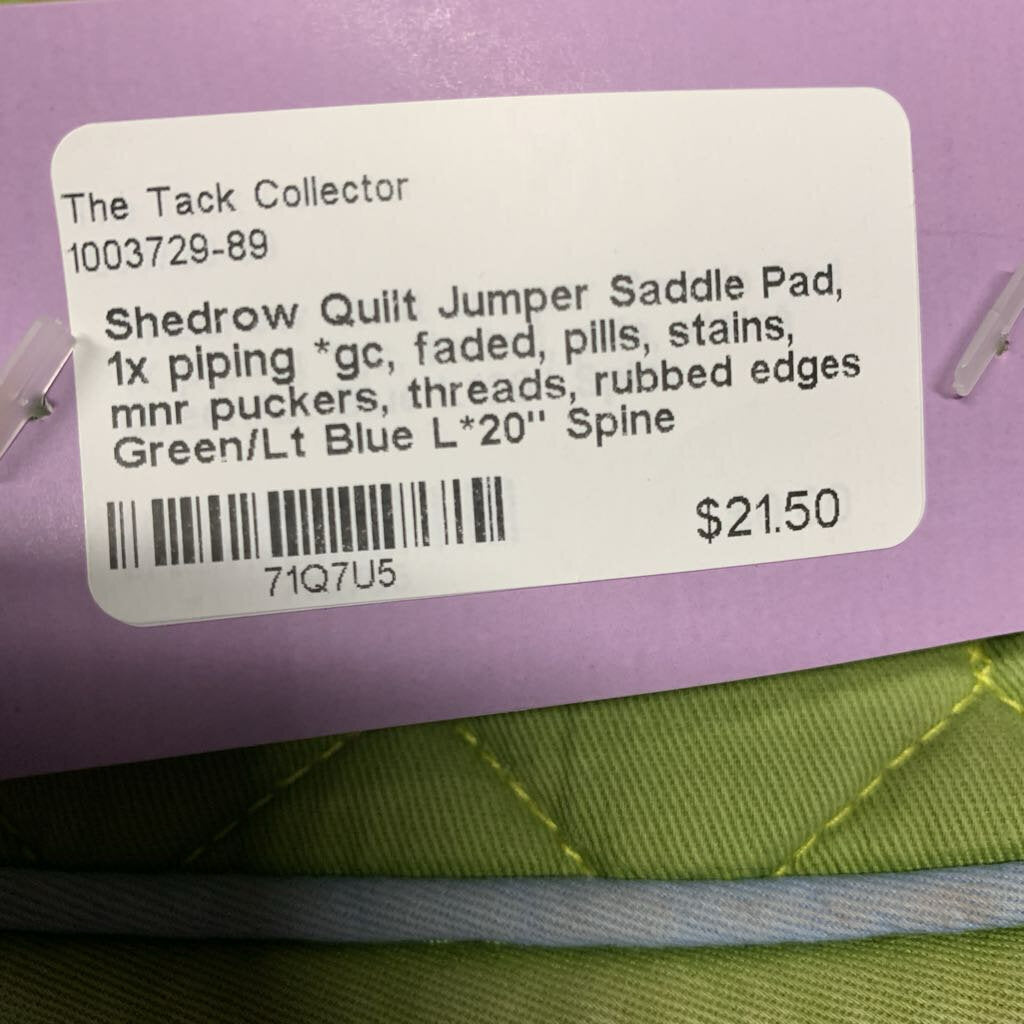 The Tack Collector
1003729-89
Shedrow Quilt Jumper Saddle Pad,
1x piping *gc, faded, pills, stains,
mnr puckers, threads, rubbed edges
Green/Lt Blue L*20" Spine
71Q7U5
$21.50